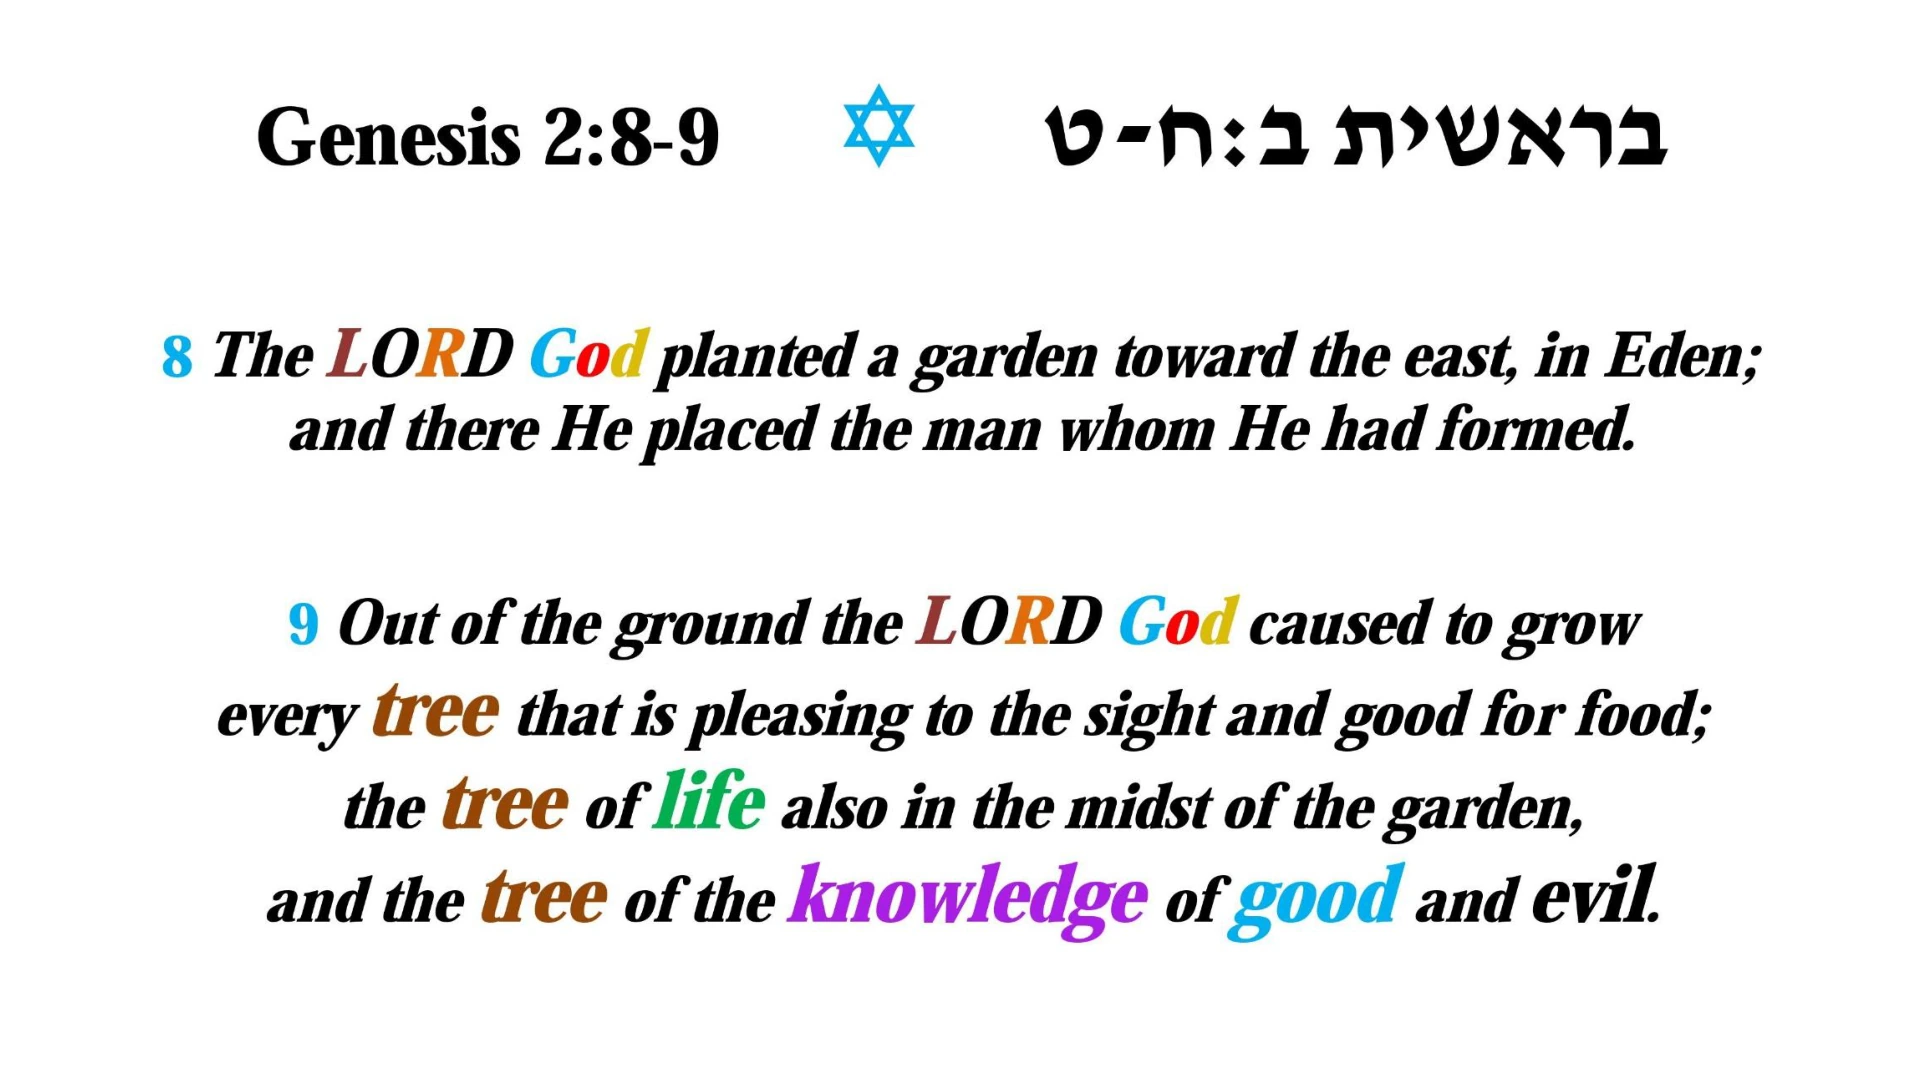 Genesis 2:8-9 ✡ בראשית ב:ח-ט
8 The LORD God planted a garden toward the east, in Eden;
and there He placed the man whom He had formed.
9 Out of the ground the LORD God caused to grow
every tree that is pleasing to the sight and good for food;
the tree of life also in the midst of the garden,
and the tree of the knowledge of good and evil.